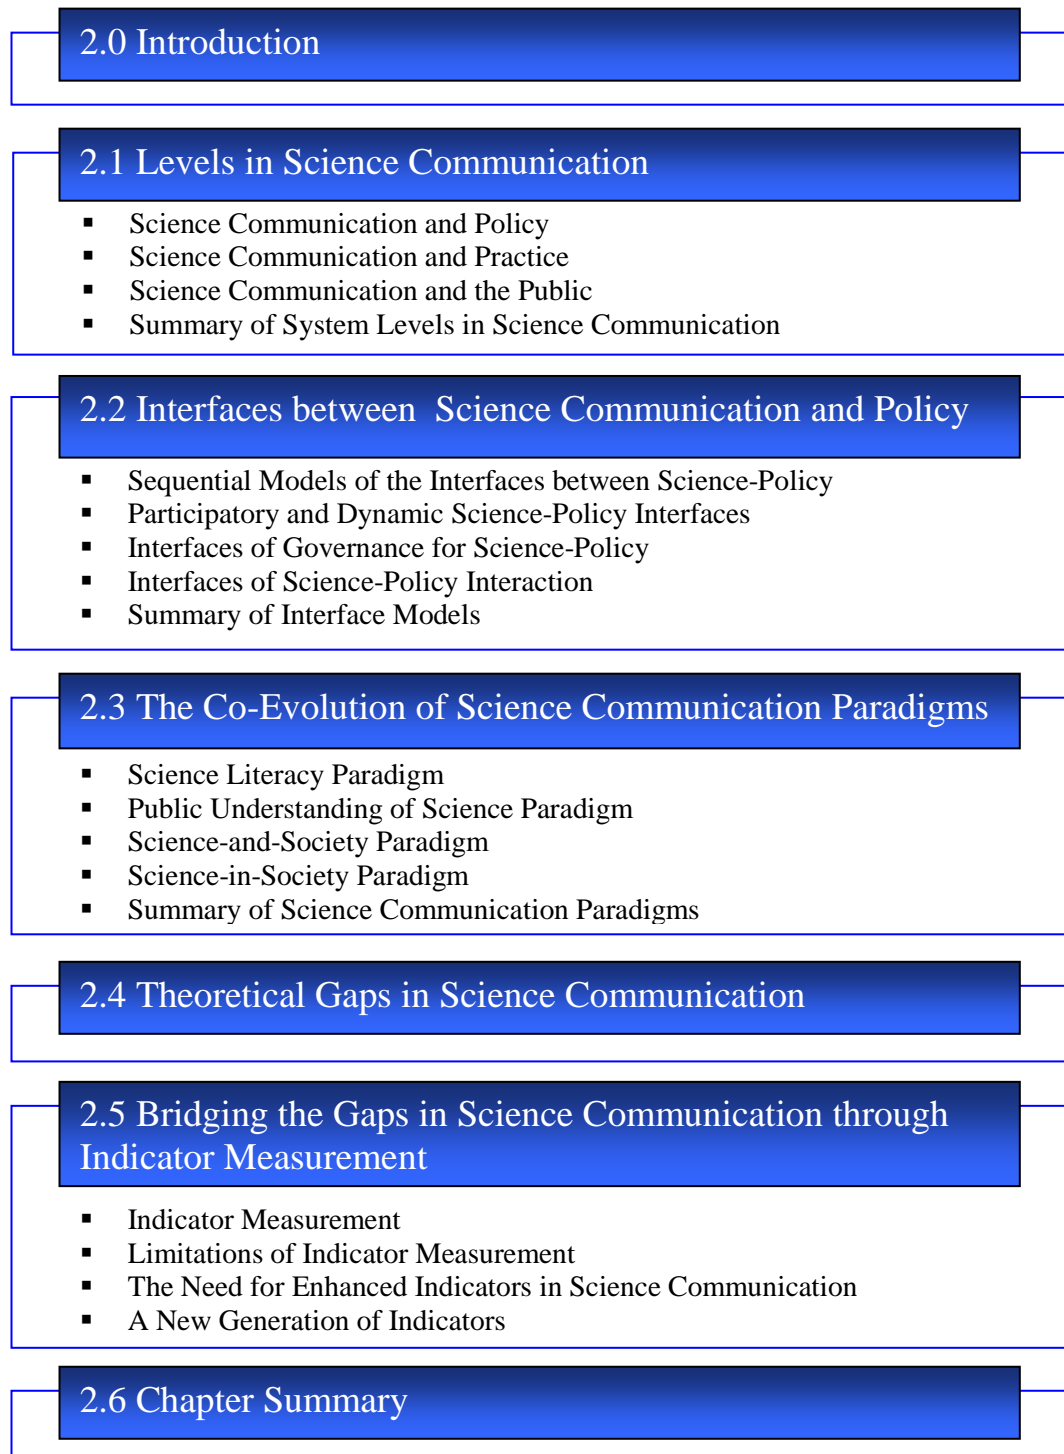 2.0 Introduction
2.1 Levels in Science Communication
▪ Science Communication and Policy
▪ Science Communication and Practice
▪ Science Communication and the Public
▪ Summary of System Levels in Science Communication
2.2 Interfaces between  Science Communication and Policy
▪ Sequential Models of the Interfaces between Science-Policy
▪ Participatory and Dynamic Science-Policy Interfaces
▪ Interfaces of Governance for Science-Policy
▪ Interfaces of Science-Policy Interaction
▪ Summary of Interface Models
2.3 The Co-Evolution of Science Communication Paradigms
▪ Science Literacy Paradigm
▪ Public Understanding of Science Paradigm
▪ Science-and-Society Paradigm
▪ Science-in-Society Paradigm
▪ Summary of Science Communication Paradigms
2.4 Theoretical Gaps in Science Communication
2.5 Bridging the Gaps in Science Communication through
Indicator Measurement
▪ Indicator Measurement
▪ Limitations of Indicator Measurement
▪ The Need for Enhanced Indicators in Science Communication
▪ A New Generation of Indicators
2.6 Chapter Summary